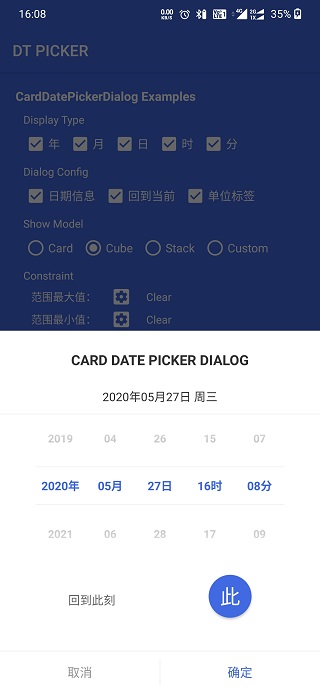 16:08 0.00 KB/S 4G 2G 1X 35%
DT PICKER
CardDatePickerDialog Examples
Display Type
年 月 日 时 分
Dialog Config
日期信息 回到当前 单位标签
Show Model
Card Cube Stack Custom
Constraint
范围最大值： Clear
范围最小值： Clear
CARD DATE PICKER DIALOG
2020年05月27日 周三
2019 04 26 15 07
2020年 05月 27日 16时 08分
2021 06 28 17 09
回到此刻 此
取消 确定